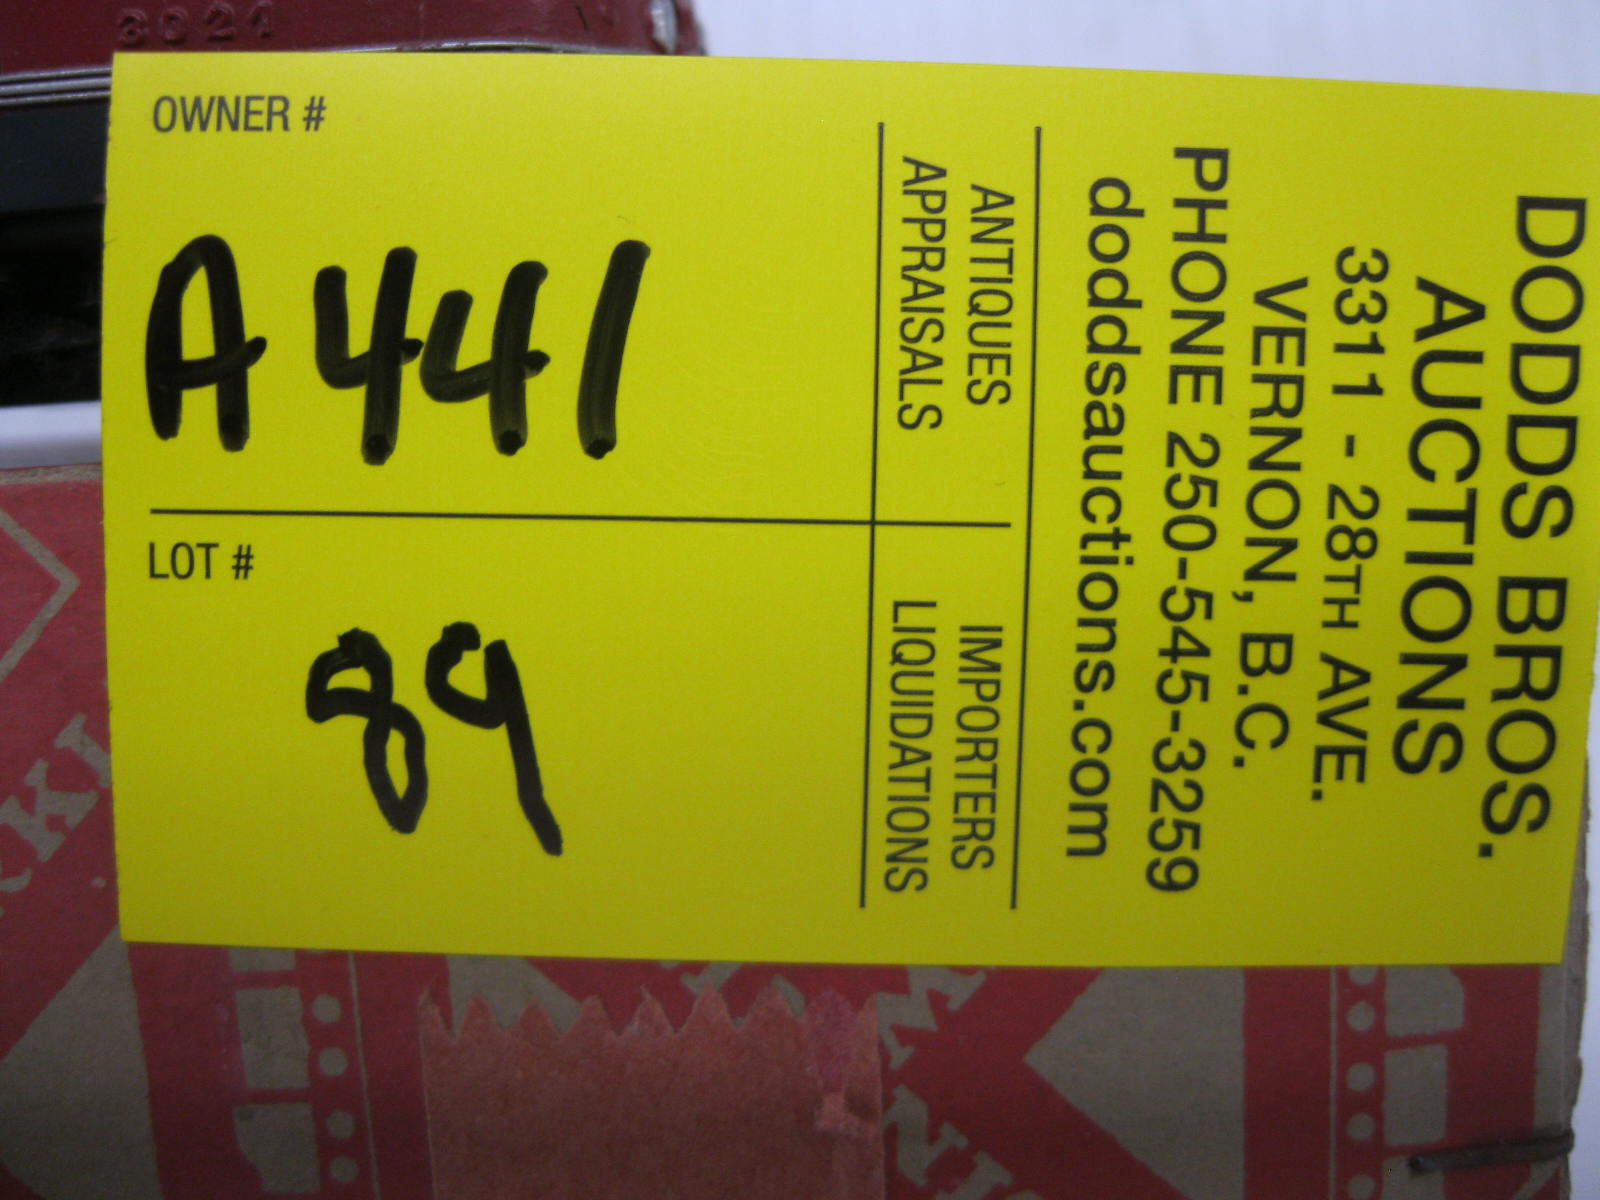 3021
DODDS BROS.
AUCTIONS
3311 - 28TH AVE.
VERNON, B.C.
PHONE 250-545-3259
doddsauctions.com
ANTIQUES
APPRAISALS
IMPORTERS
LIQUIDATIONS
OWNER #
A441
LOT #
89